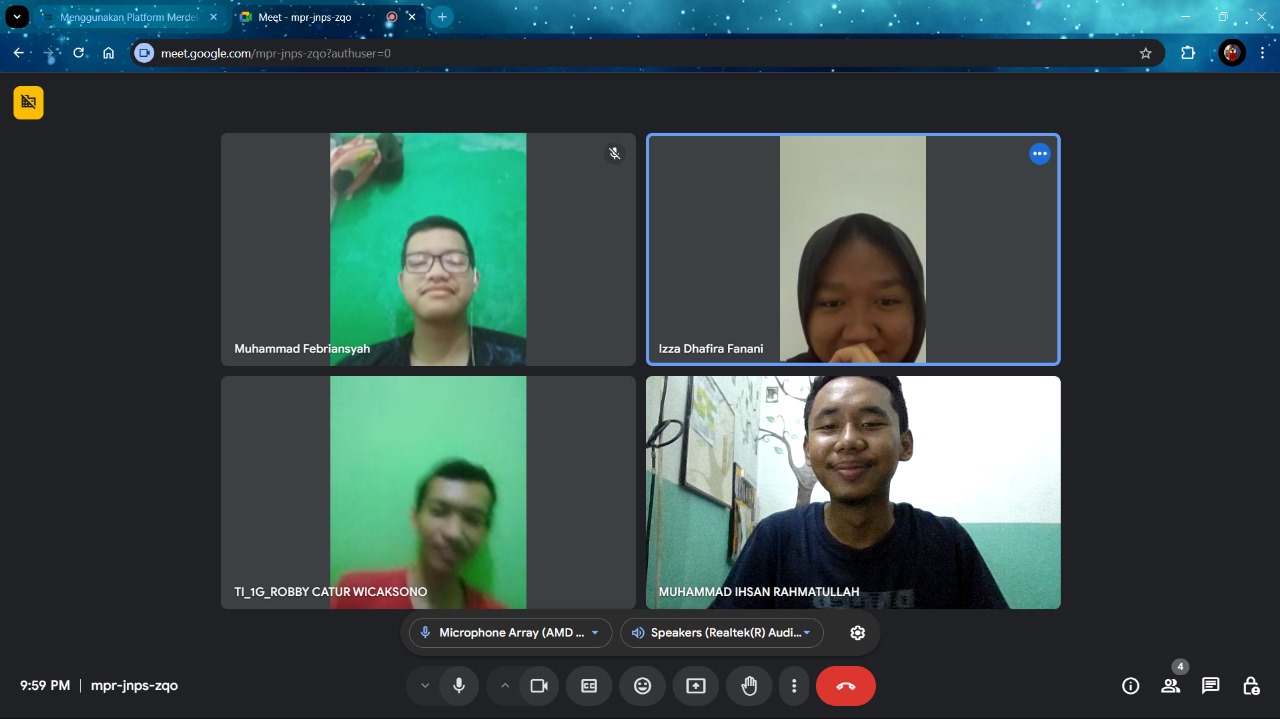 Menggunakan Platform Merde
Meet - mpr-jnps-zqo
meet.google.com/mpr-jnps-zqo?authuser=0
Muhammad Febriansyah
Izza Dhafira Fanani
TI_1G_ROBBY CATUR WICAKSONO
MUHAMMAD IHSAN RAHMATULLAH
Microphone Array (AMD ...
Speakers (Realtek(R) Audi...
9:59 PM | mpr-jnps-zqo
4